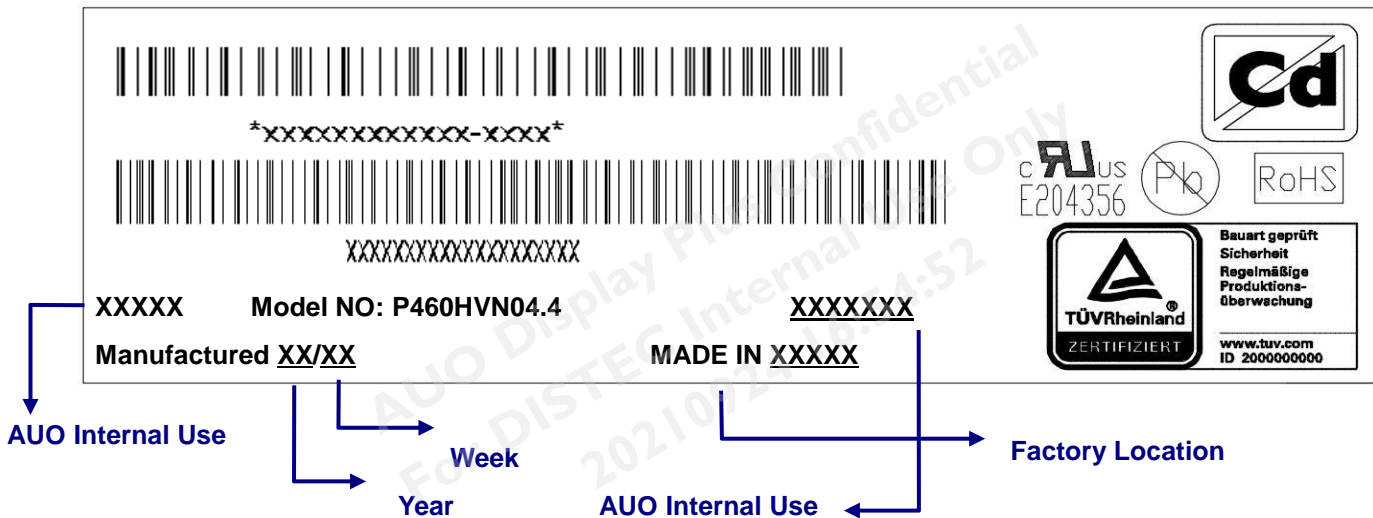 *XXXXXXXXXXXX-XXXX*
XXXXXXXXXXXXXXXXXXXX
XXXXX Model NO: P460HVN04.4 XXXXXXX
Manufactured XX/XX MADE IN XXXXX
Cd
c RU US
E204356
Pb
RoHS
TÜVRheinland®
ZERTIFIZIERT
Bauart geprüft
Sicherheit
Regelmäßige
Produktions-
überwachung
www.tuv.com
ID 2000000000
AUO Internal Use
Week
Year
Factory Location
AUO Internal Use
AUO Display Plus Confidential
For DISTEC Internal Use Only
20210924 16:54:52